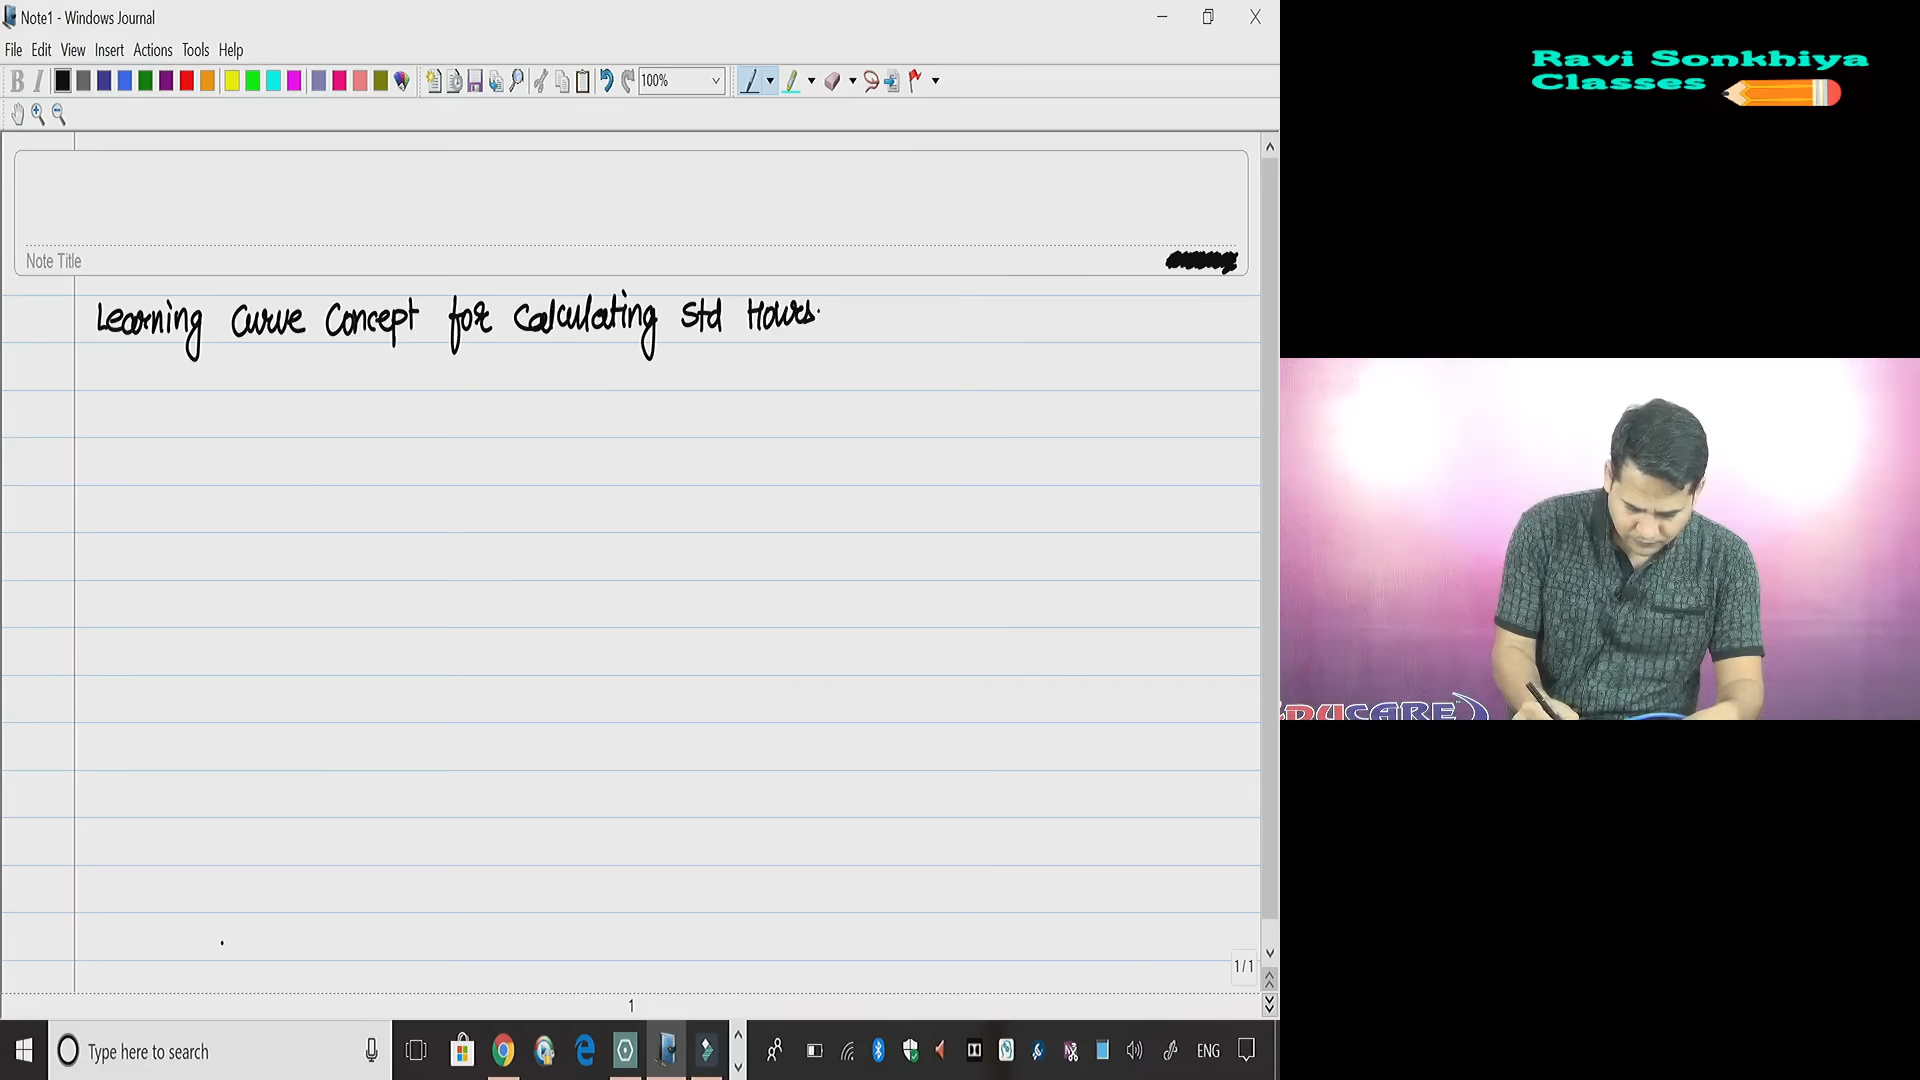 Note1 - Windows Journal
File Edit View Insert Actions Tools Help
B I 100%
Note Title
Learning Curve Concept for Calculating Std Hours.
1/1
1
Type here to search
ENG
Ravi Sonkhiya
Classes
EDUCARE